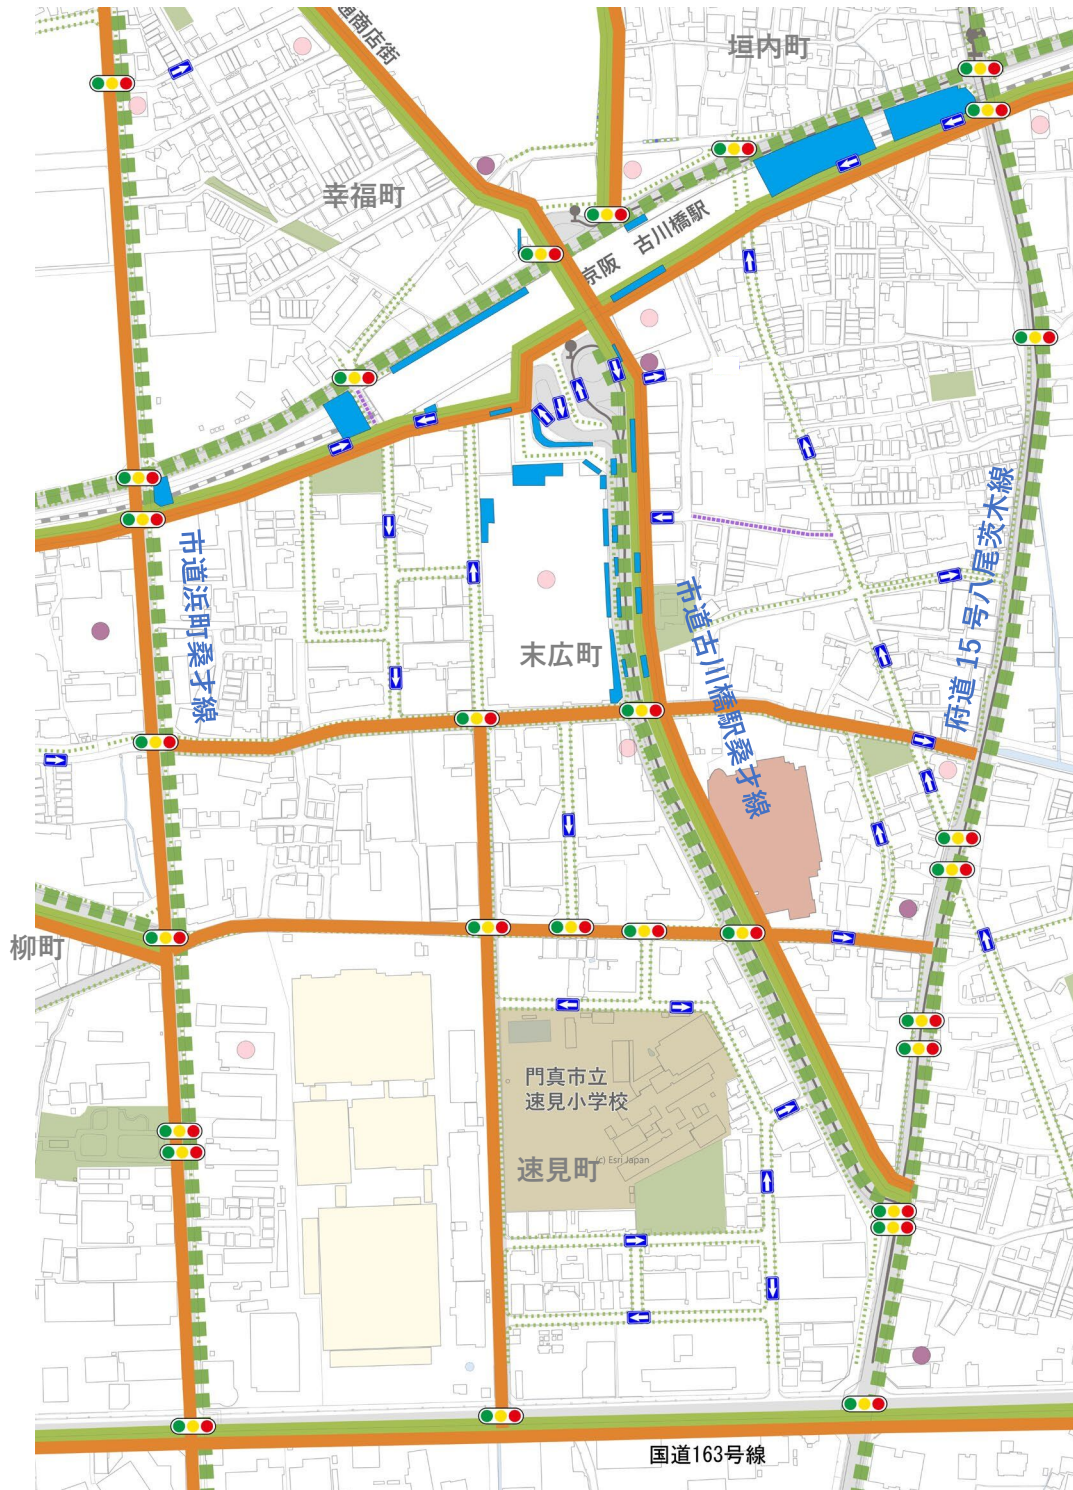 通商店街
垣内町
幸福町
京阪 古川橋駅
市道浜町桑才線
府道 15 号八尾茨木線
市道古川橋駅桑才線
末広町
柳町
門真市立
速見小学校
速見町
(c) Esri Japan
国道163号線